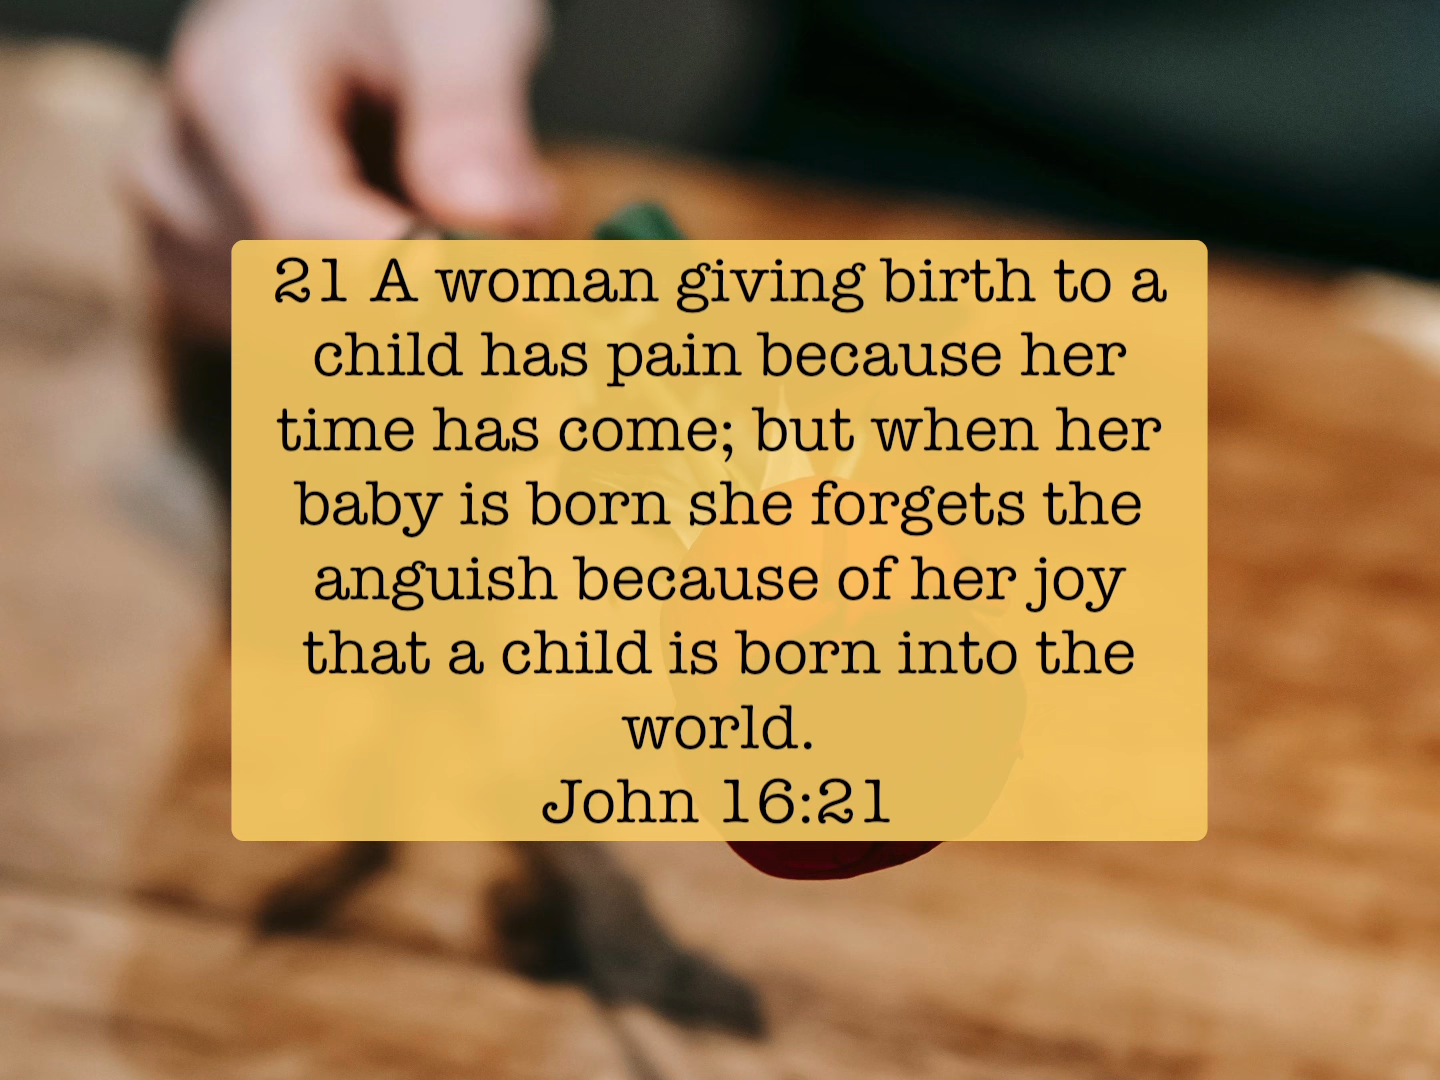 21 A woman giving birth to a
child has pain because her
time has come; but when her
baby is born she forgets the
anguish because of her joy
that a child is born into the
world.
John 16:21